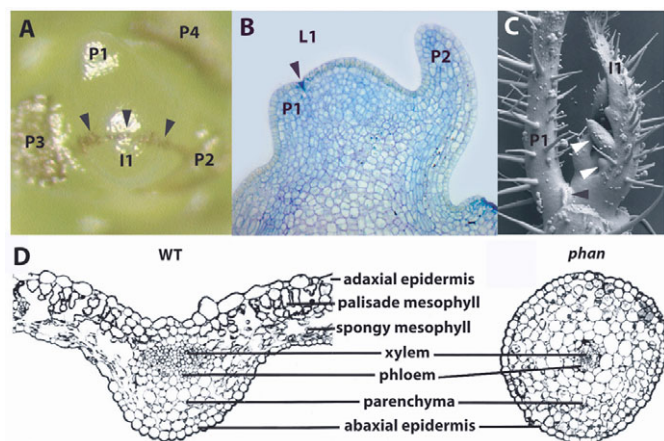 A
P4
P1
P3
I1
P2
B
L1
P2
P1
C
I1
P1
D
WT
phan
adaxial epidermis
palisade mesophyll
spongy mesophyll
xylem
phloem
parenchyma
abaxial epidermis